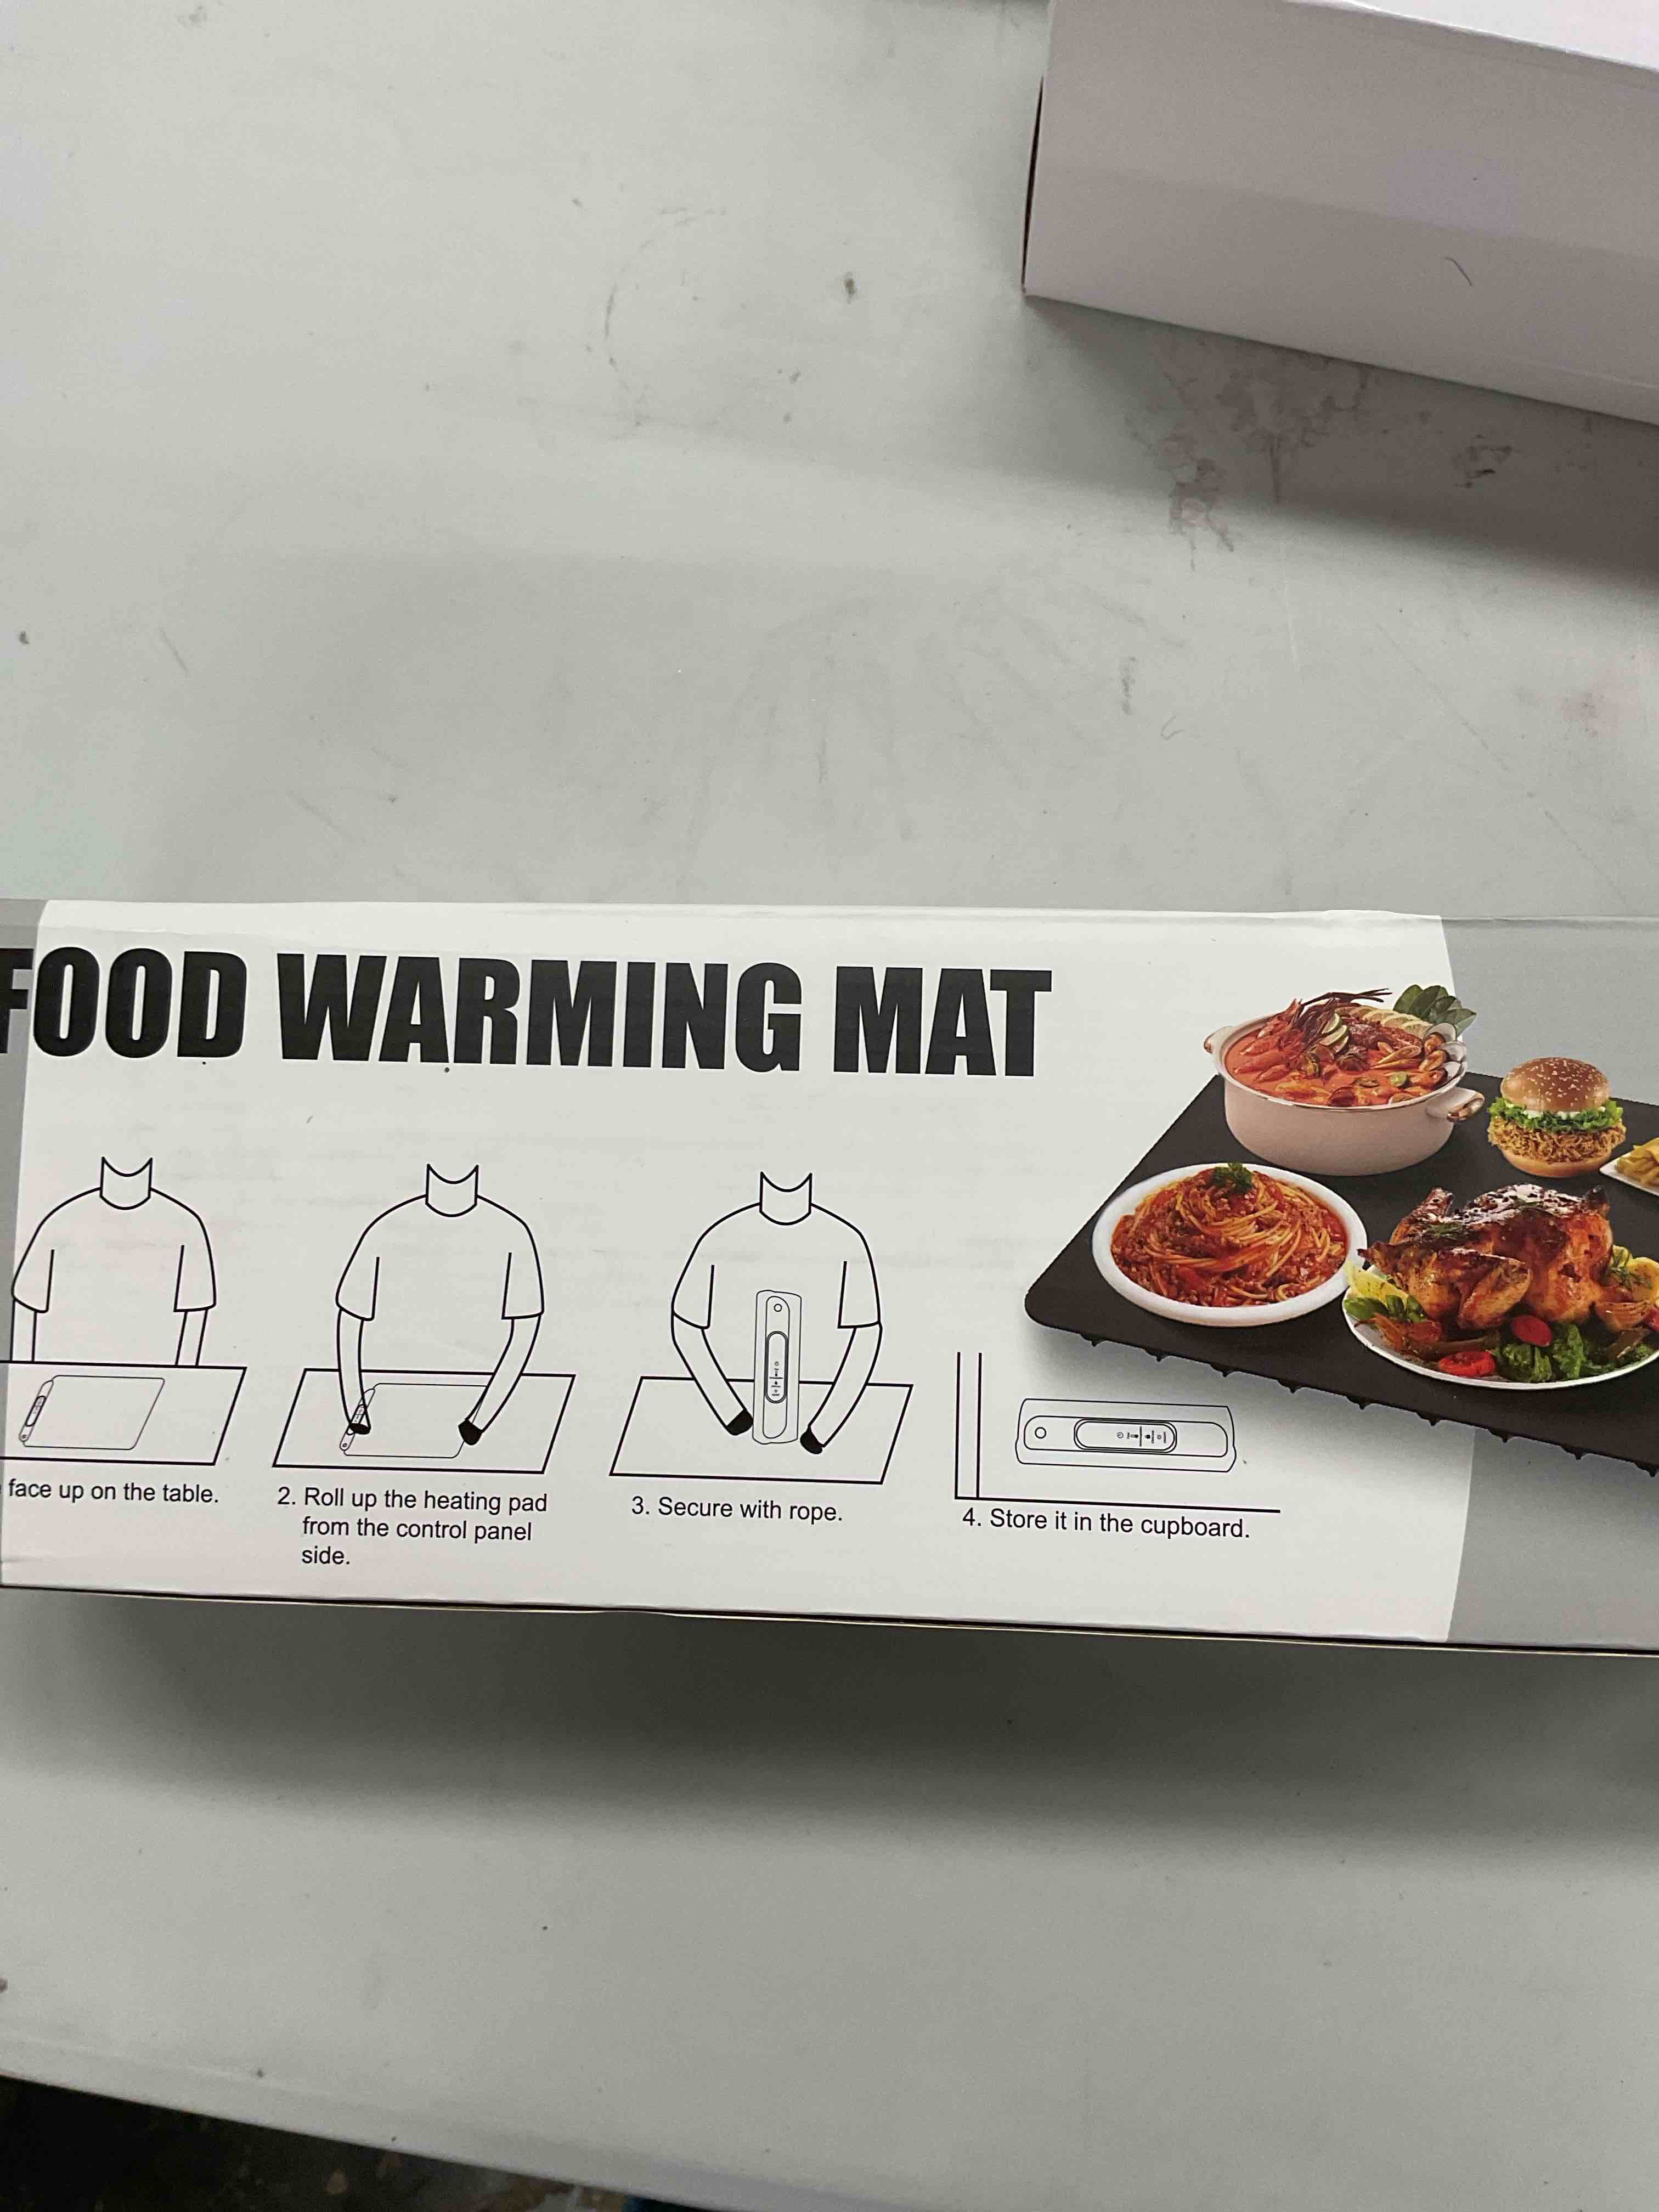 FOOD WARMING MAT
face up on the table.
2. Roll up the heating pad
from the control panel
side.
3. Secure with rope.
4. Store it in the cupboard.